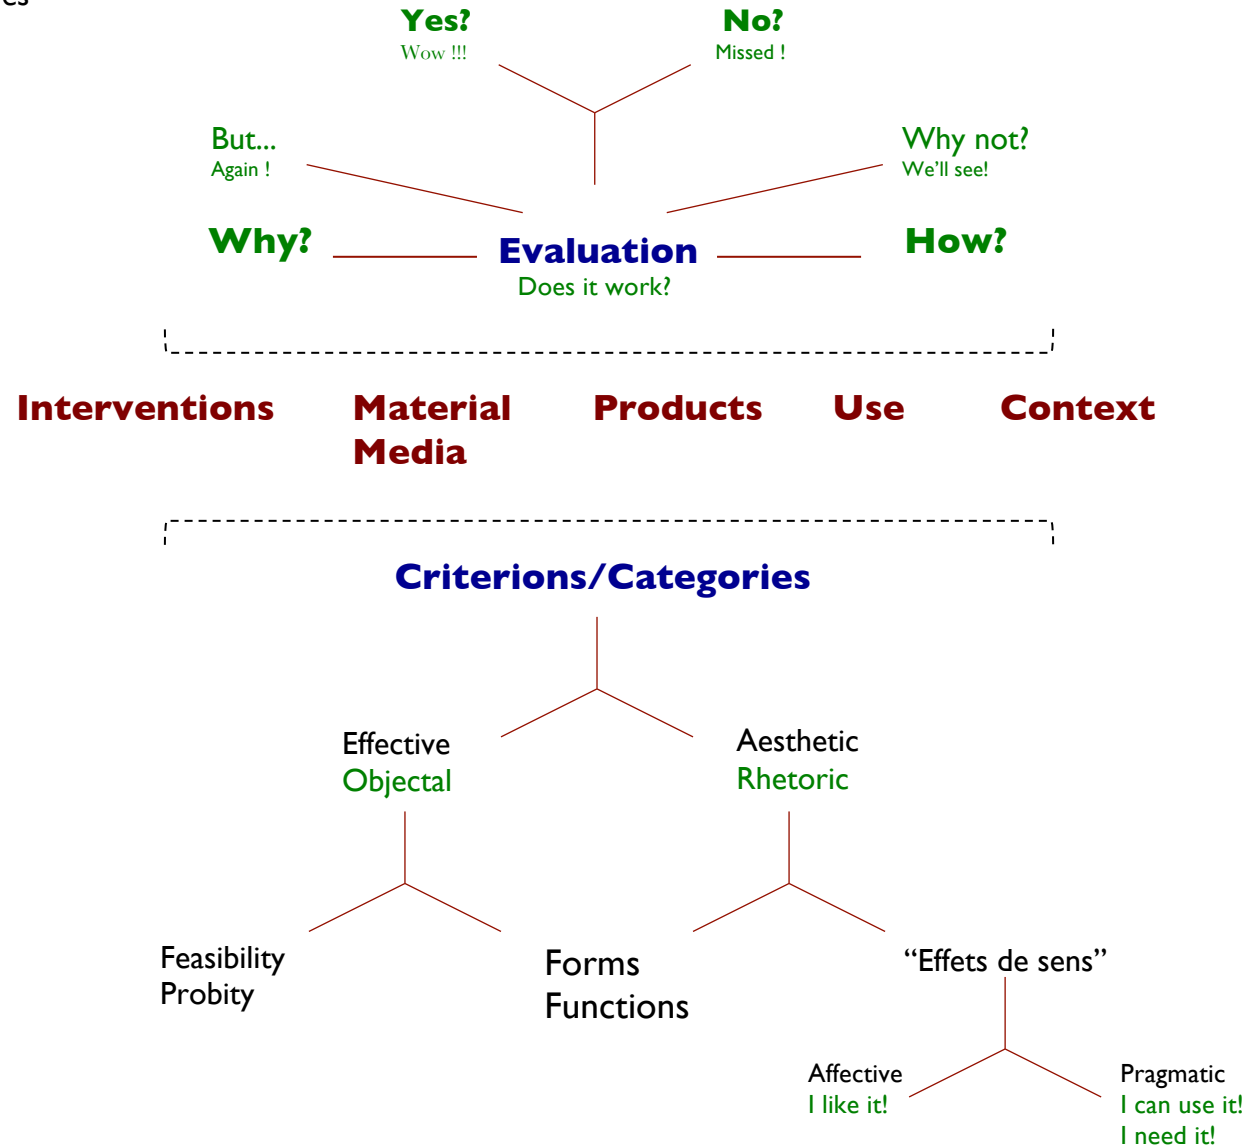 Yes?
Wow !!!
No?
Missed !
But...
Again !
Why not?
We'll see!
Why?
Evaluation
How?
Does it work?
Interventions
Material
Media
Products
Use
Context
Criterions/Categories
Effective
Objectal
Aesthetic
Rhetoric
Feasibility
Probity
Forms
Functions
“Effets de sens”
Affective
I like it!
Pragmatic
I can use it!
I need it!